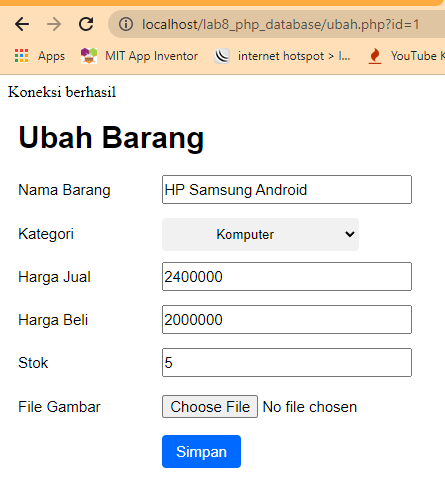 localhost/lab8_php_database/ubah.php?id=1
Apps MIT App Inventor internet hotspot > I... YouTube K
Koneksi berhasil
Ubah Barang
Nama Barang HP Samsung Android
Kategori Komputer
Harga Jual 2400000
Harga Beli 2000000
Stok 5
File Gambar Choose File No file chosen
Simpan